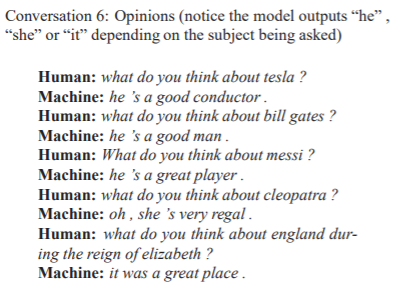 Conversation 6: Opinions (notice the model outputs “he” ,
“she” or “it” depending on the subject being asked)
Human: what do you think about tesla ?
Machine: he ’s a good conductor .
Human: what do you think about bill gates ?
Machine: he ’s a good man .
Human: What do you think about messi ?
Machine: he ’s a great player .
Human: what do you think about cleopatra ?
Machine: oh , she ’s very regal .
Human: what do you think about england dur-
ing the reign of elizabeth ?
Machine: it was a great place .